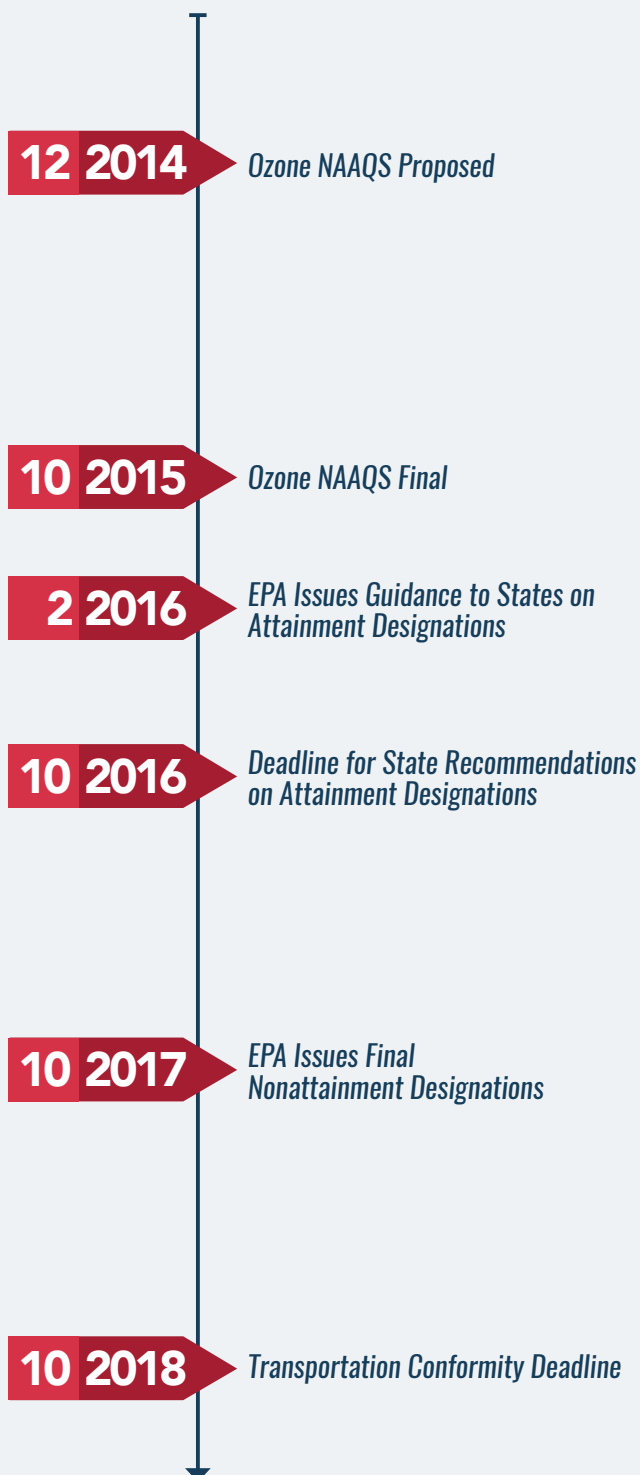 12 2014 Ozone NAAQS Proposed
10 2015 Ozone NAAQS Final
2 2016 EPA Issues Guidance to States on
Attainment Designations
10 2016 Deadline for State Recommendations
on Attainment Designations
10 2017 EPA Issues Final
Nonattainment Designations
10 2018 Transportation Conformity Deadline